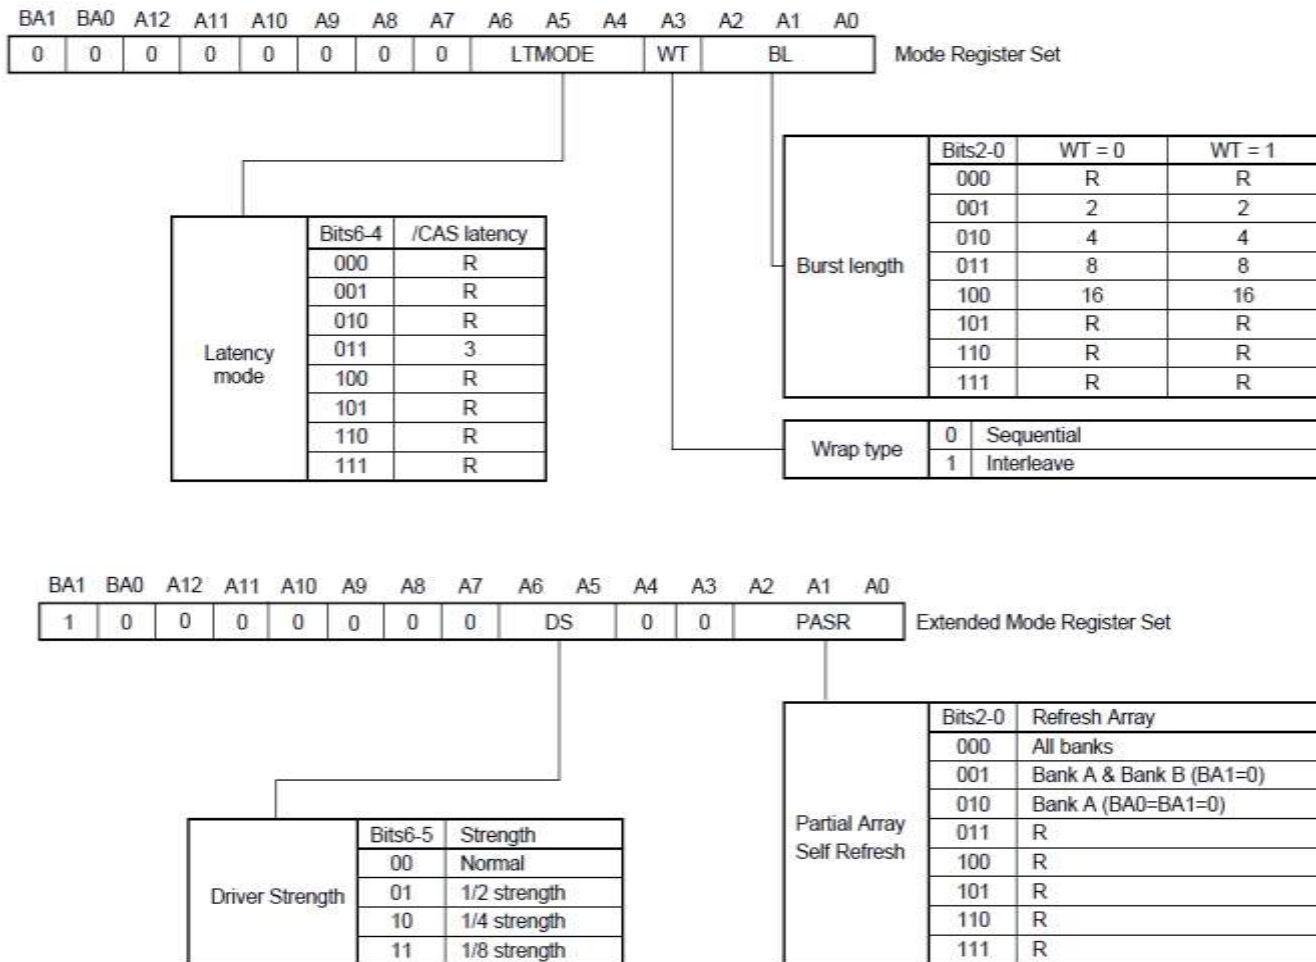 BA1 BA0 A12 A11 A10 A9 A8 A7 A6 A5 A4 A3 A2 A1 A0
0 0 0 0 0 0 0 0 LTMODE WT BL Mode Register Set
Bits2-0 WT = 0 WT = 1
000 R R
001 2 2
010 4 4
Burst length 011 8 8
100 16 16
101 R R
110 R R
111 R R
Bits6-4 /CAS latency
000 R
001 R
010 R
Latency mode 011 3
100 R
101 R
110 R
111 R
Wrap type 0 Sequential
1 Interleave
BA1 BA0 A12 A11 A10 A9 A8 A7 A6 A5 A4 A3 A2 A1 A0
1 0 0 0 0 0 0 0 DS 0 0 PASR Extended Mode Register Set
Bits2-0 Refresh Array
000 All banks
001 Bank A & Bank B (BA1=0)
010 Bank A (BA0=BA1=0)
Partial Array
Self Refresh
011 R
100 R
101 R
110 R
111 R
Bits6-5 Strength
00 Normal
Driver Strength 01 1/2 strength
10 1/4 strength
11 1/8 strength